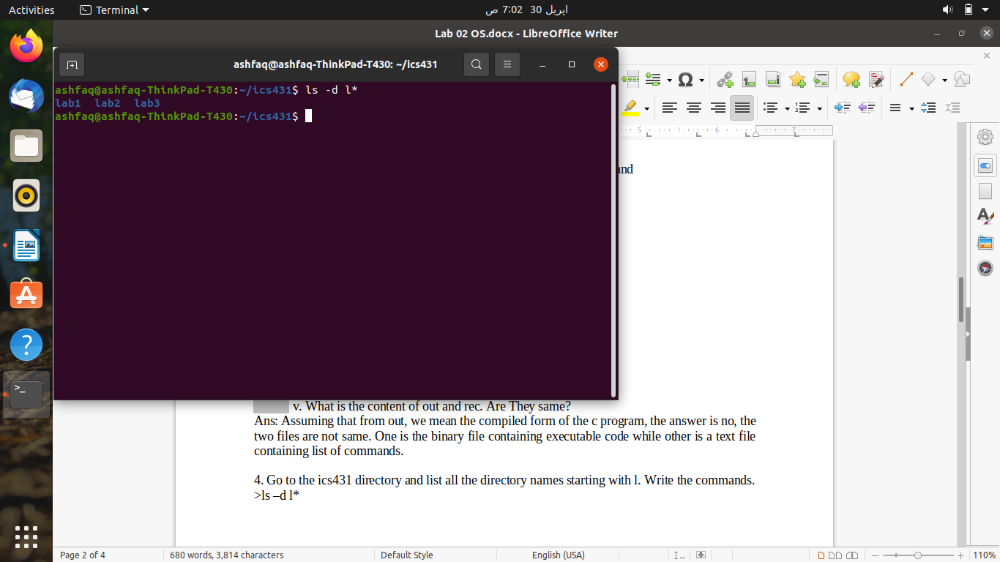 Activities
Terminal
اپریل 30 7:02 ص
Lab 02 OS.docx - LibreOffice Writer
ashfaq@ashfaq-ThinkPad-T430: ~/ics431
ashfaq@ashfaq-ThinkPad-T430:~/ics431$ ls -d l*
lab1 lab2 lab3
ashfaq@ashfaq-ThinkPad-T430:~/ics431$
5 6 7
and
v. What is the content of out and rec. Are They same?
Ans: Assuming that from out, we mean the compiled form of the c program, the answer is no, the
two files are not same. One is the binary file containing executable code while other is a text file
containing list of commands.
4. Go to the ics431 directory and list all the directory names starting with l. Write the commands.
>ls –d l*
Page 2 of 4
680 words, 3,814 characters
Default Style
English (USA)
110%